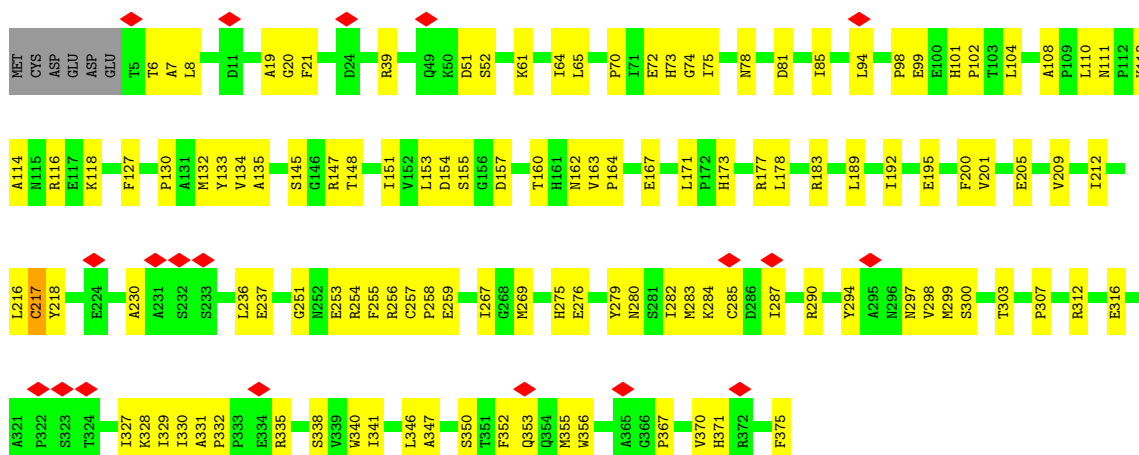 MET CYS ASP GLU ASP GLU T5 T6 A7 L8 D11 A19 G20 F21 D24 R39 Q49 K50 D51 S52 K61 I64 L65 P70 I71 E72 H73 G74 I75 N78 D81 I85 L94 P98 E99 E100 H101 P102 T103 L104 A108 P109 L110 N111 P112
A114 N115 R116 E117 K118 F127 P130 A131 M132 Y133 V134 A135 S145 G146 R147 T148 I151 V152 L153 D154 S155 G156 D157 T160 H161 N162 V163 P164 E167 L171 P172 H173 R177 L178 R183 L189 I192 E195 F200 V201 E205 V209 I212
L216 C217 Y218 E224 A230 A231 S232 S233 L236 E237 G251 N252 E253 R254 F255 R256 C257 P258 E259 I267 G268 M269 H275 E276 Y279 N280 S281 I282 M283 K284 C285 D286 I287 R290 Y294 A295 N296 N297 V298 M299 S300 T303 P307 R312 E316
A321 P322 S323 T324 I327 K328 I329 I330 A331 P332 P333 E334 R335 S338 V339 W340 I341 L346 A347 S350 T351 F352 Q353 Q354 M355 W356 A365 G366 P367 V370 H371 R372 F375